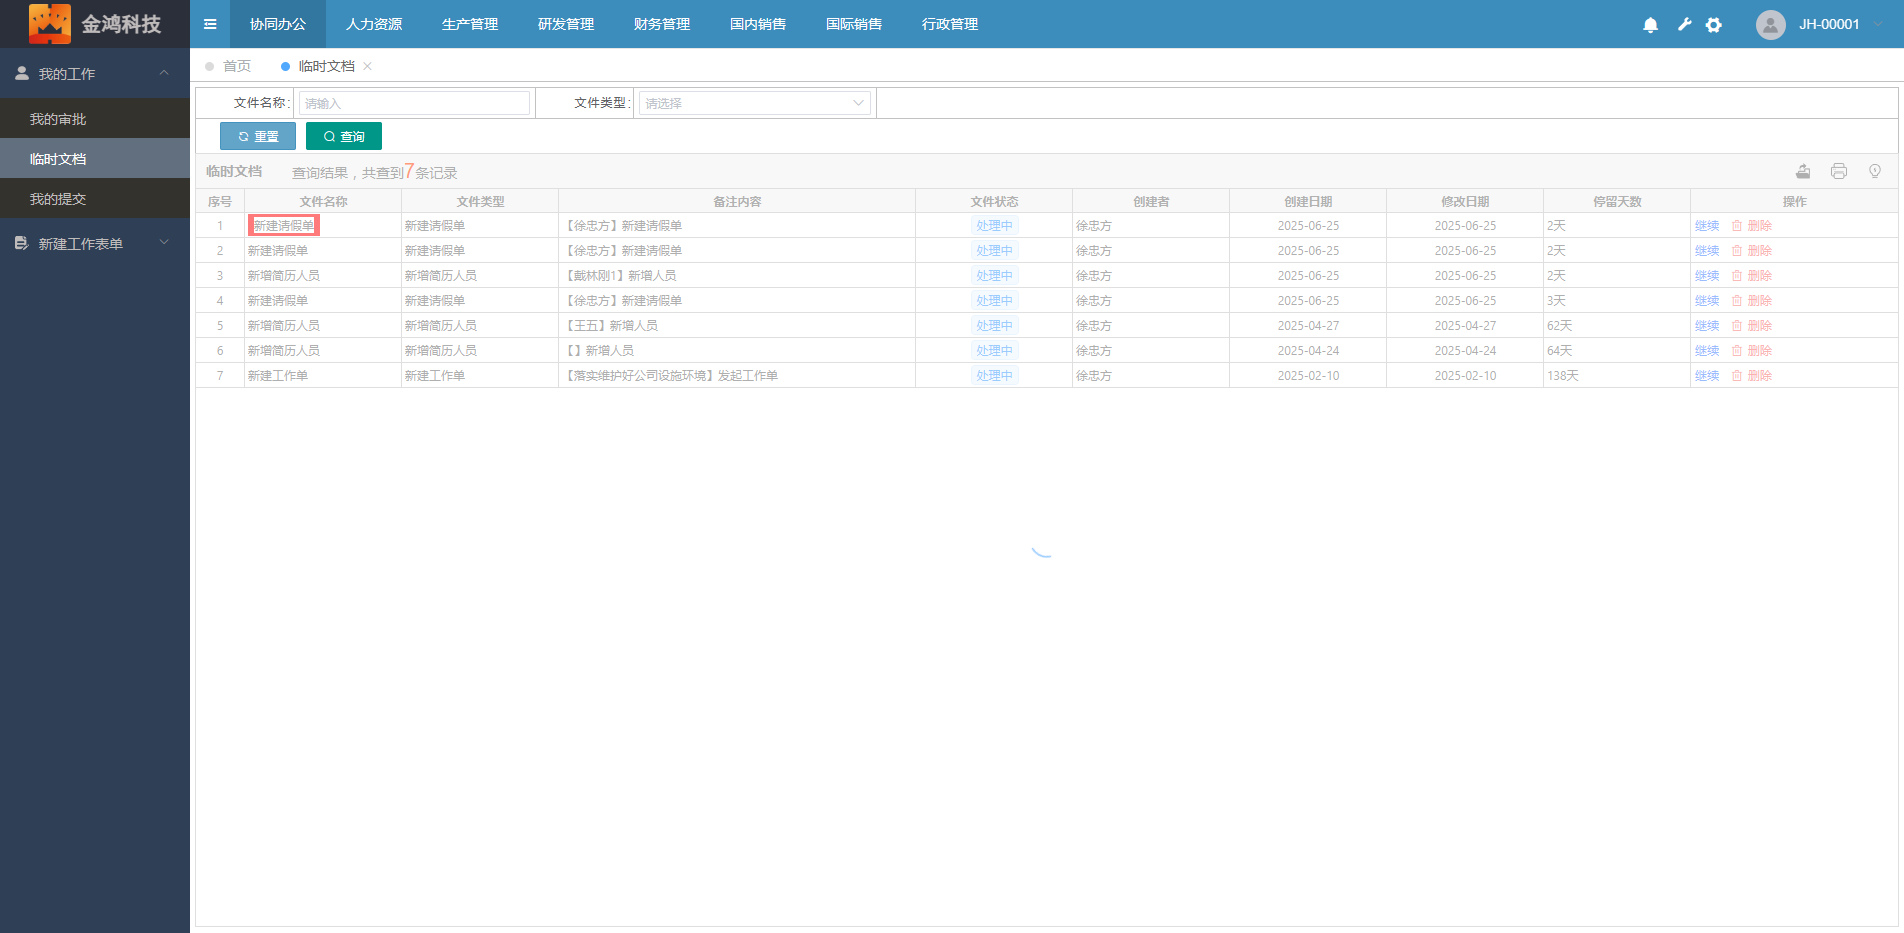 金鸿科技
协同办公 人力资源 生产管理 研发管理 财务管理 国内销售 国际销售 行政管理 JH-00001
我的工作
我的审批
临时文档
我的提交
新建工作表单
首页 临时文档
文件名称: 请输入 文件类型: 请选择
重置 查询
临时文档 查询结果，共查到7条记录
序号 文件名称 文件类型 备注内容 文件状态 创建者 创建日期 修改日期 停留天数 操作
1 新建请假单 新建请假单 【徐忠方】新建请假单 处理中 徐忠方 2025-06-25 2025-06-25 2天 继续 删除
2 新建请假单 新建请假单 【徐忠方】新建请假单 处理中 徐忠方 2025-06-25 2025-06-25 2天 继续 删除
3 新增简历人员 新增简历人员 【戴林刚1】新增人员 处理中 徐忠方 2025-06-25 2025-06-25 2天 继续 删除
4 新建请假单 新建请假单 【徐忠方】新建请假单 处理中 徐忠方 2025-06-25 2025-06-25 3天 继续 删除
5 新增简历人员 新增简历人员 【王五】新增人员 处理中 徐忠方 2025-04-27 2025-04-27 62天 继续 删除
6 新增简历人员 新增简历人员 【】新增人员 处理中 徐忠方 2025-04-24 2025-04-24 64天 继续 删除
7 新建工作单 新建工作单 【落实维护好公司设施环境】发起工作单 处理中 徐忠方 2025-02-10 2025-02-10 138天 继续 删除